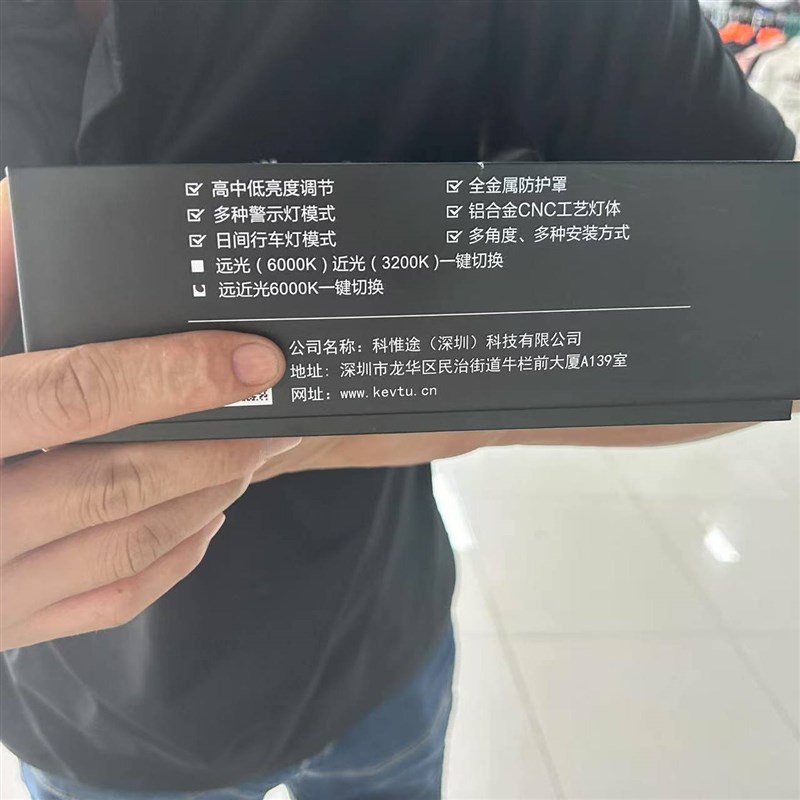 高中低亮度调节
全金属防护罩
多种警示灯模式
铝合金CNC工艺灯体
日间行车灯模式
多角度、多种安装方式
远光(6000K)近光(3200K)一键切换
远近光6000K一键切换
公司名称：科惟途（深圳）科技有限公司
地址：深圳市龙华区民治街道牛栏前大厦A139室
网址：www.kevtu.cn